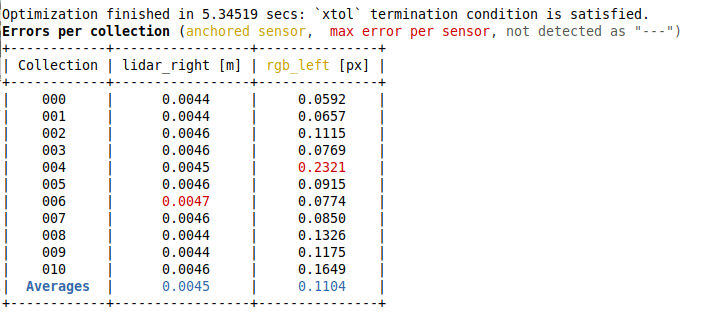 Optimization finished in 5.34519 secs: `xtol` termination condition is satisfied.
Errors per collection (anchored sensor,  max error per sensor, not detected as "---")
+------------+-----------------+---------------+
| Collection | lidar_right [m] | rgb_left [px] |
+------------+-----------------+---------------+
|    000     |      0.0044     |     0.0592    |
|    001     |      0.0044     |     0.0657    |
|    002     |      0.0046     |     0.1115    |
|    003     |      0.0046     |     0.0769    |
|    004     |      0.0045     |     0.2321    |
|    005     |      0.0046     |     0.0915    |
|    006     |      0.0047     |     0.0774    |
|    007     |      0.0046     |     0.0850    |
|    008     |      0.0044     |     0.1326    |
|    009     |      0.0044     |     0.1175    |
|    010     |      0.0046     |     0.1649    |
|  Averages  |      0.0045     |     0.1104    |
+------------+-----------------+---------------+